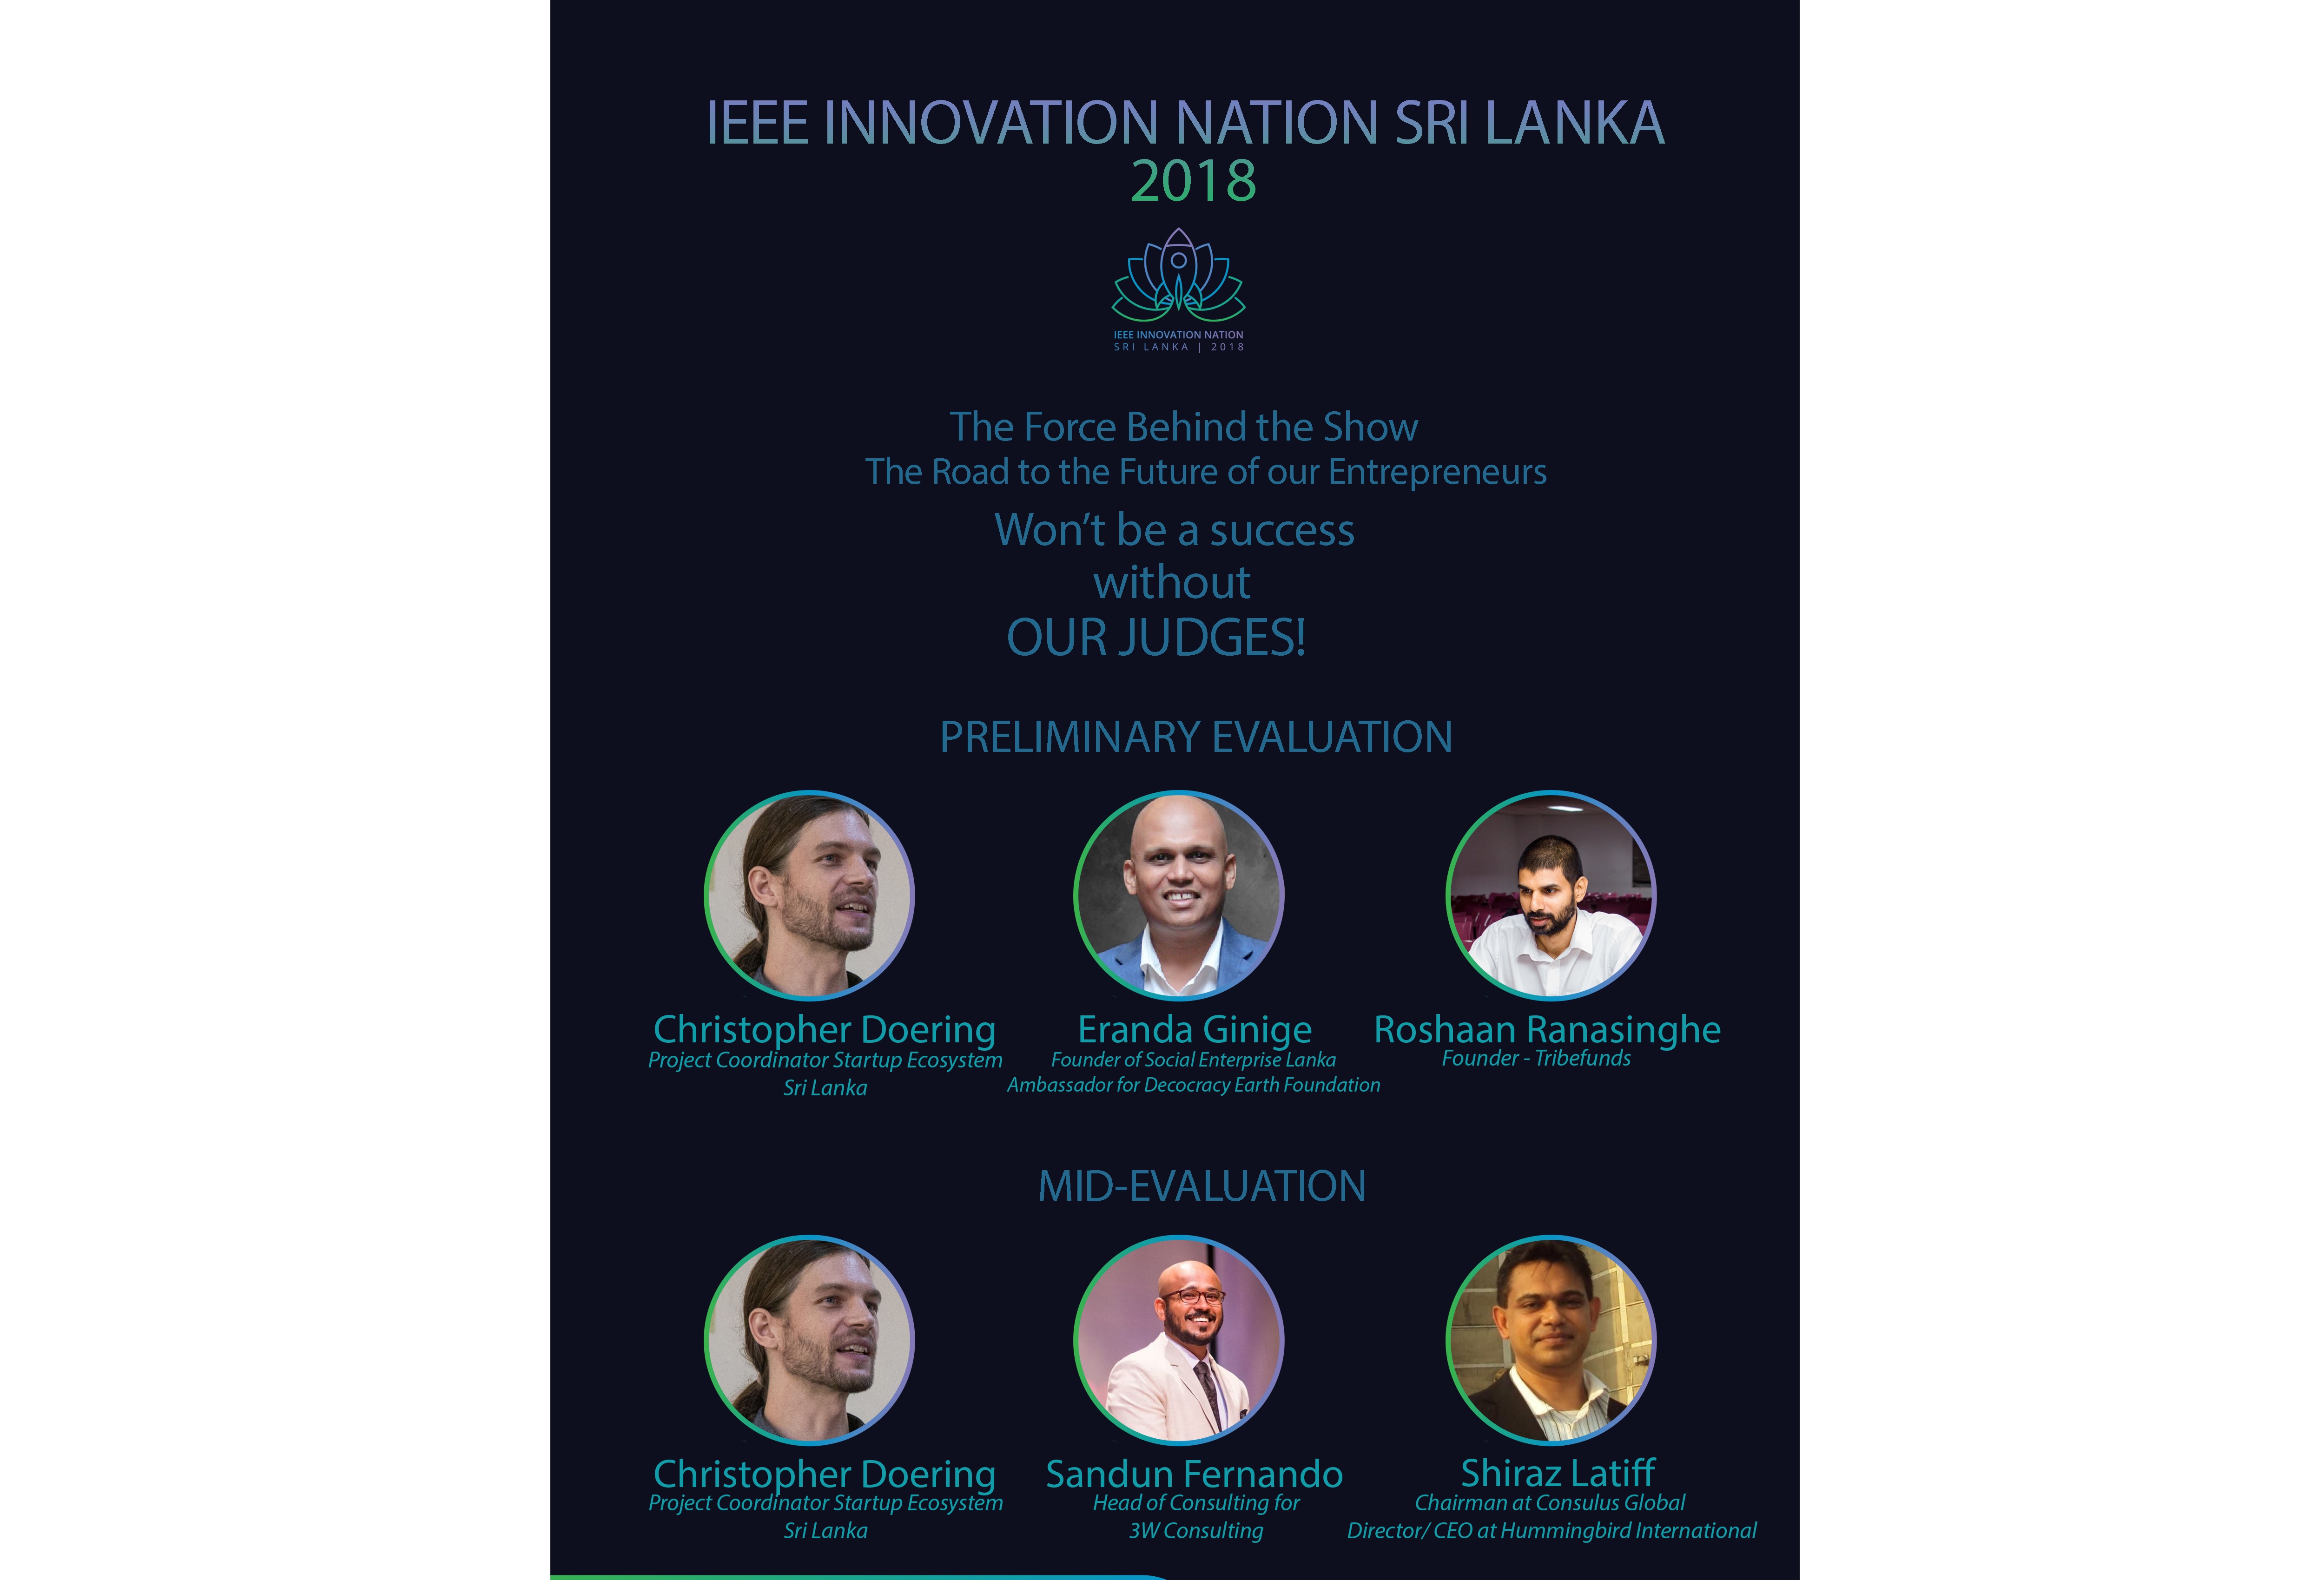 IEEE INNOVATION NATION SRI LANKA
2018
IEEE INNOVATION NATION
SRI LANKA | 2018
The Force Behind the Show
The Road to the Future of our Entrepreneurs
Won't be a success
without
OUR JUDGES!
PRELIMINARY EVALUATION
Christopher Doering
Project Coordinator Startup Ecosystem
Sri Lanka
Eranda Ginige
Founder of Social Enterprise Lanka
Ambassador for Decocracy Earth Foundation
Roshaan Ranasinghe
Founder - Tribefunds
MID-EVALUATION
Christopher Doering
Project Coordinator Startup Ecosystem
Sri Lanka
Sandun Fernando
Head of Consulting for
3W Consulting
Shiraz Latiff
Chairman at Consulus Global
Director/ CEO at Hummingbird International